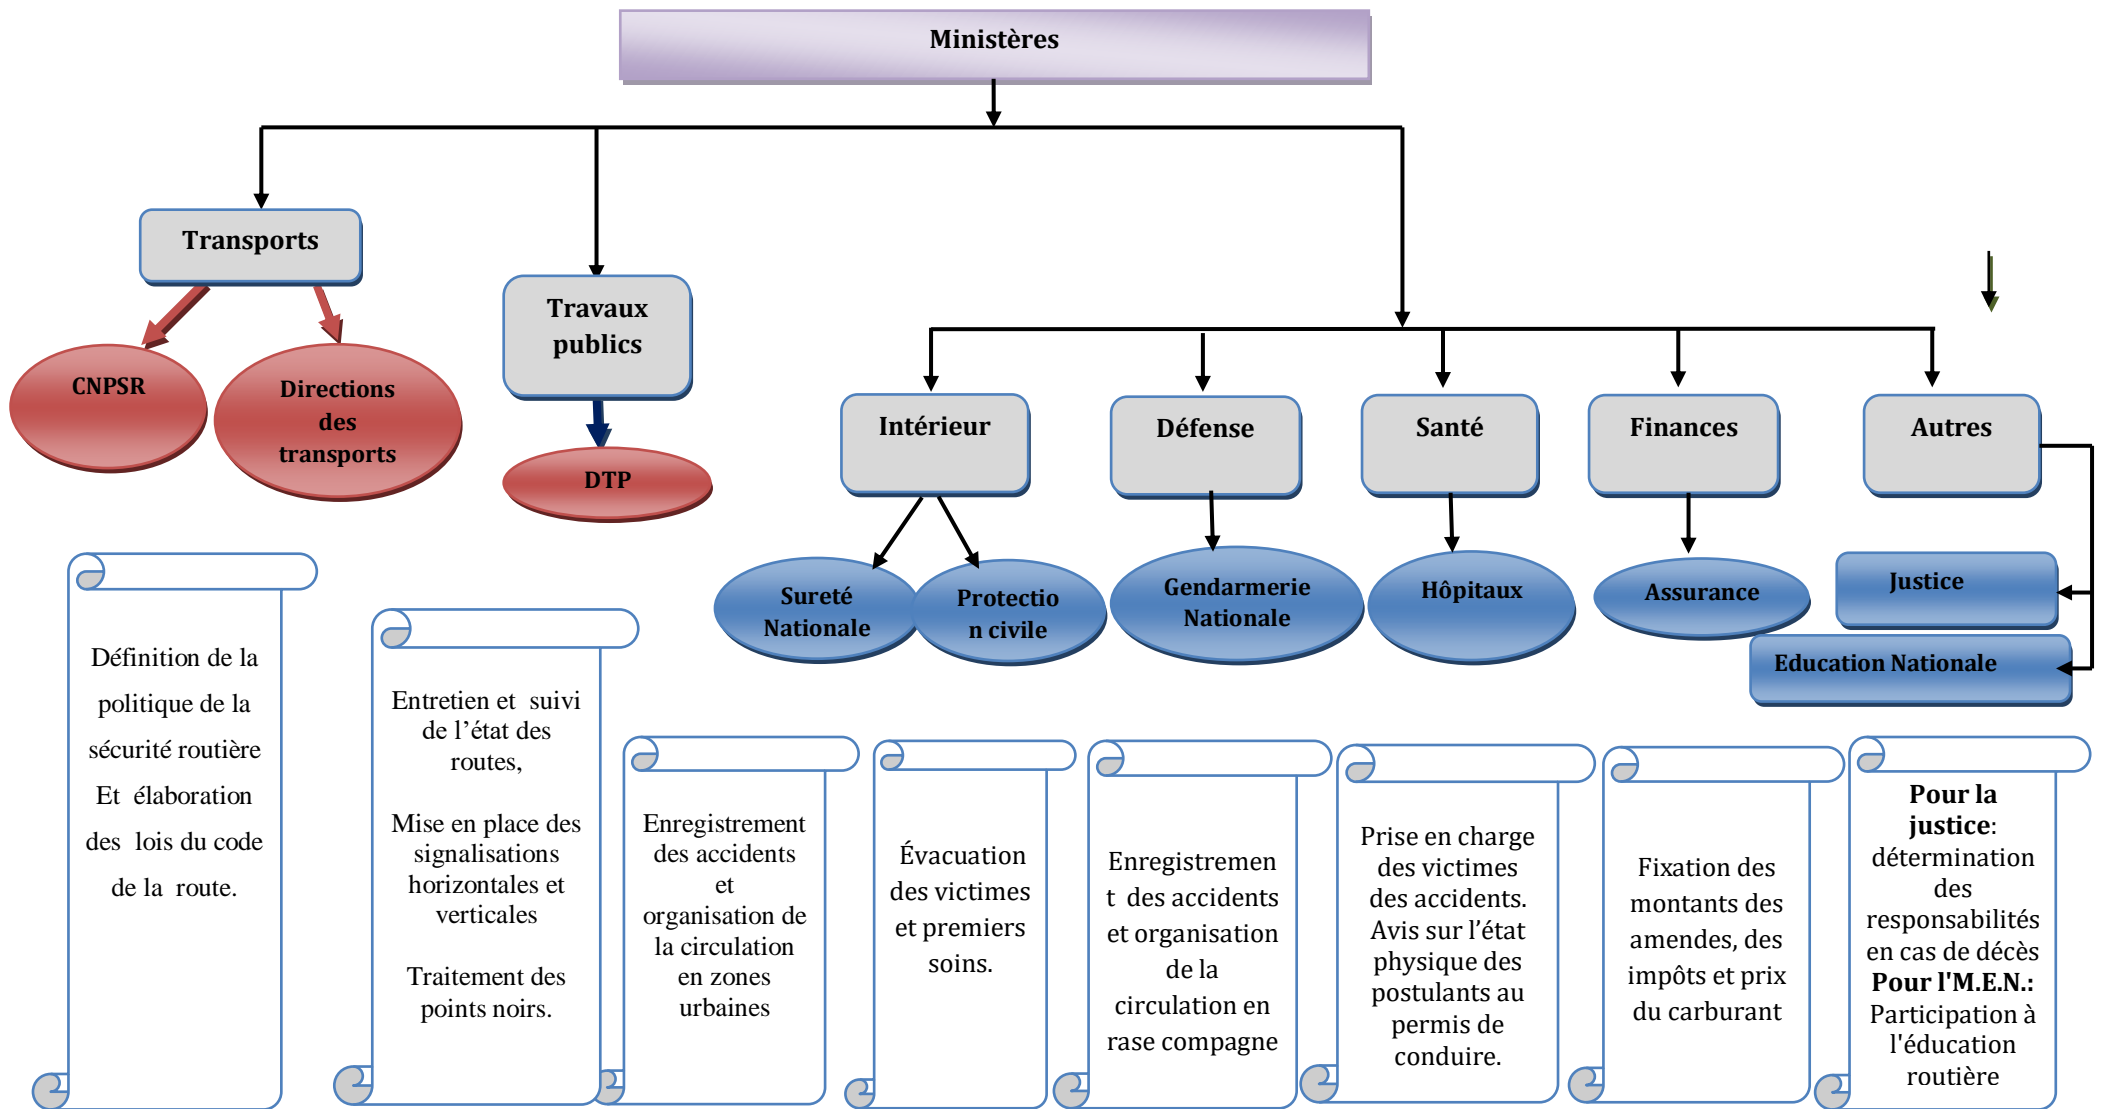 Ministères
Transports
Travaux
publics
CNPSR
Directions
des
transports
DTP
Intérieur
Défense
Santé
Finances
Autres
Sureté
Nationale
Protectio
n civile
Gendarmerie
Nationale
Hôpitaux
Assurance
Justice
Education Nationale
Définition de la
politique de la
sécurité routière
Et élaboration
des lois du code
de la route.
Entretien et suivi
de l’état des
routes,
Mise en place des
signalisations
horizontales et
verticales
Traitement des
points noirs.
Enregistrement
des accidents
et
organisation de
la circulation
en zones
urbaines
Évacuation
des victimes
et premiers
soins.
Enregistremen
t des accidents
et organisation
de la
circulation en
rase compagne
Prise en charge
des victimes
des accidents.
Avis sur l’état
physique des
postulants au
permis de
conduire.
Fixation des
montants des
amendes, des
impôts et prix
du carburant
Pour la
justice:
détermination
des
responsabilités
en cas de décès
Pour l'M.E.N.:
Participation à
l'éducation
routière